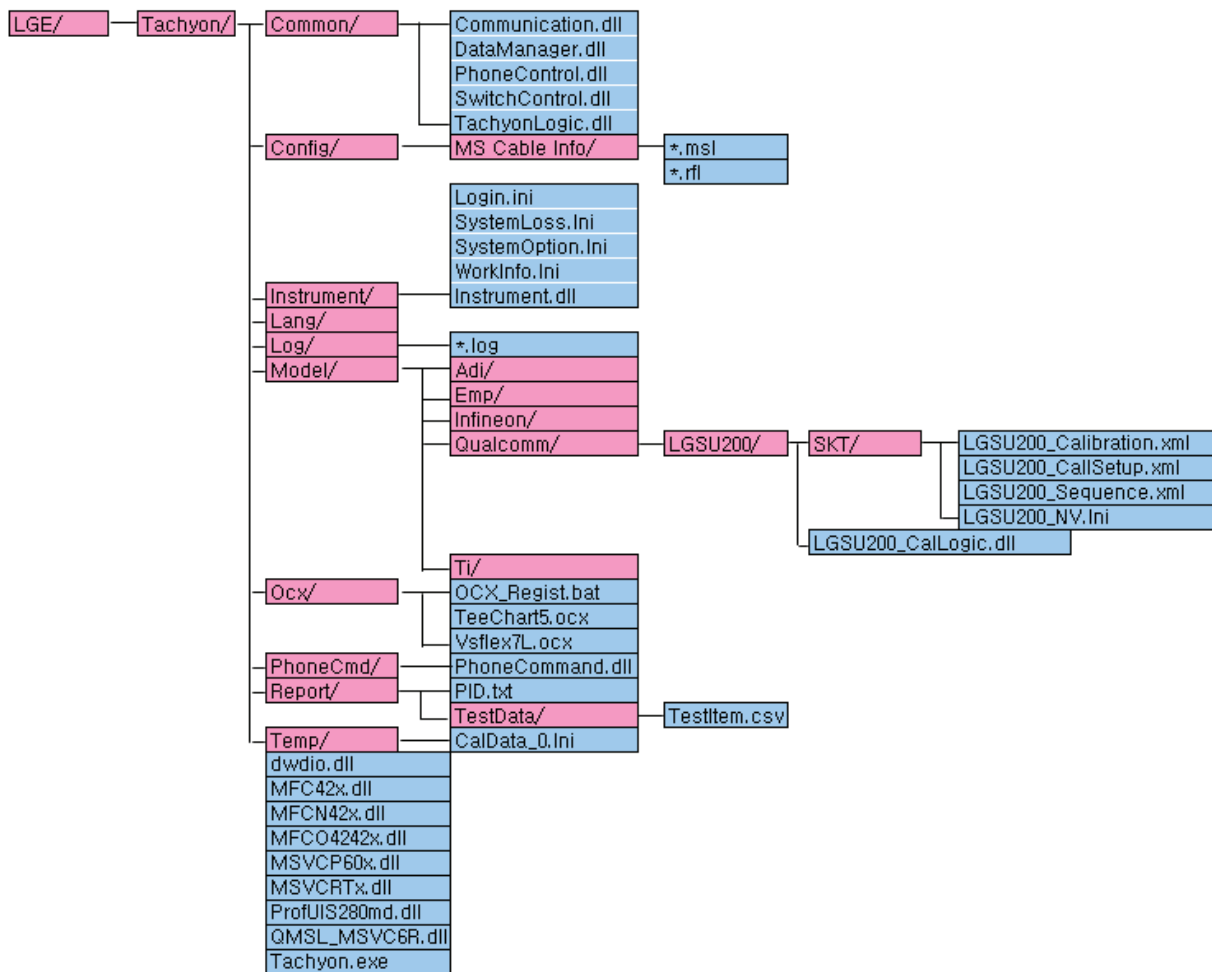 LGE/ Tachyon/ Common/ Communication.dll
DataManager.dll
PhoneControl.dll
SwitchControl.dll
TachyonLogic.dll
Config/ MS Cable Info/ *.msl
*.rfl
Login.ini
SystemLoss.Ini
SystemOption.Ini
WorkInfo.Ini
Instrument/ Instrument.dll
Lang/
Log/ *.log
Model/ Adi/
Emp/
Infineon/
Qualcomm/ LGSU200/ SKT/ LGSU200_Calibration.xml
LGSU200_CallSetup.xml
LGSU200_Sequence.xml
LGSU200_NV.Ini
LGSU200_CalLogic.dll
Ti/
Ocx/ OCX_Regist.bat
TeeChart5.ocx
Vsflex7L.ocx
PhoneCmd/ PhoneCommand.dll
Report/ PID.txt
TestData/ TestItem.csv
Temp/ CalData_0.Ini
dwdio.dll
MFC42x.dll
MFCN42x.dll
MFCO4242x.dll
MSVCP60x.dll
MSVCRTx.dll
ProfUIS280md.dll
QMSL_MSVC6R.dll
Tachyon.exe